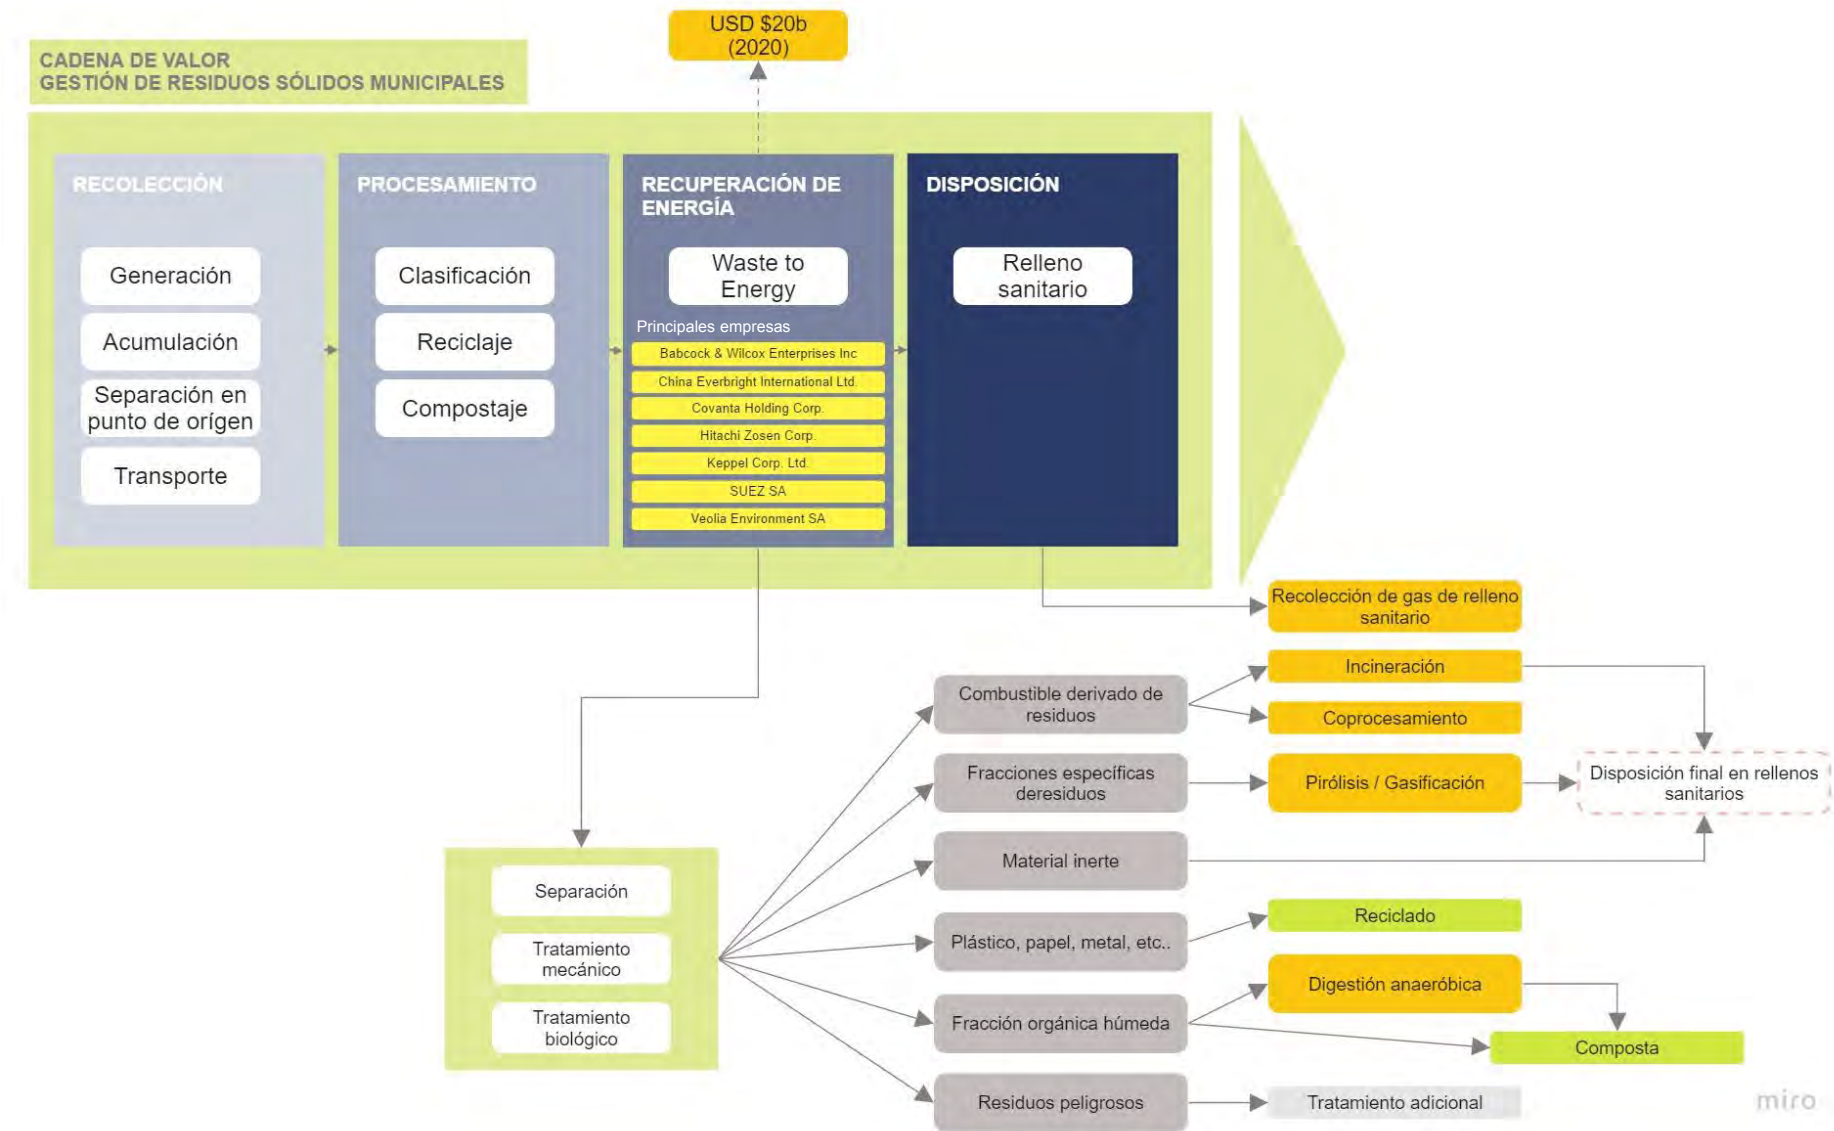 USD $20b
(2020)
CADENA DE VALOR
GESTIÓN DE RESIDUOS SÓLIDOS MUNICIPALES
RECOLECCIÓN
Generación
Acumulación
Separación en
punto de orígen
Transporte
PROCESAMIENTO
Clasificación
Reciclaje
Compostaje
RECUPERACIÓN DE
ENERGÍA
Waste to
Energy
Principales empresas
Babcock & Wilcox Enterprises Inc
China Everbright International Ltd.
Covanta Holding Corp.
Hitachi Zosen Corp.
Keppel Corp. Ltd.
SUEZ SA
Veolia Environment SA
DISPOSICIÓN
Relleno
sanitario
Recolección de gas de relleno
sanitario
Separación
Tratamiento
mecánico
Tratamiento
biológico
Combustible derivado de
residuos
Incineración
Coprocesamiento
Fracciones específicas
deresiduos
Pirólisis / Gasificación
Disposición final en rellenos
sanitarios
Material inerte
Plástico, papel, metal, etc..
Reciclado
Fracción orgánica húmeda
Digestión anaeróbica
Composta
Residuos peligrosos
Tratamiento adicional
miro